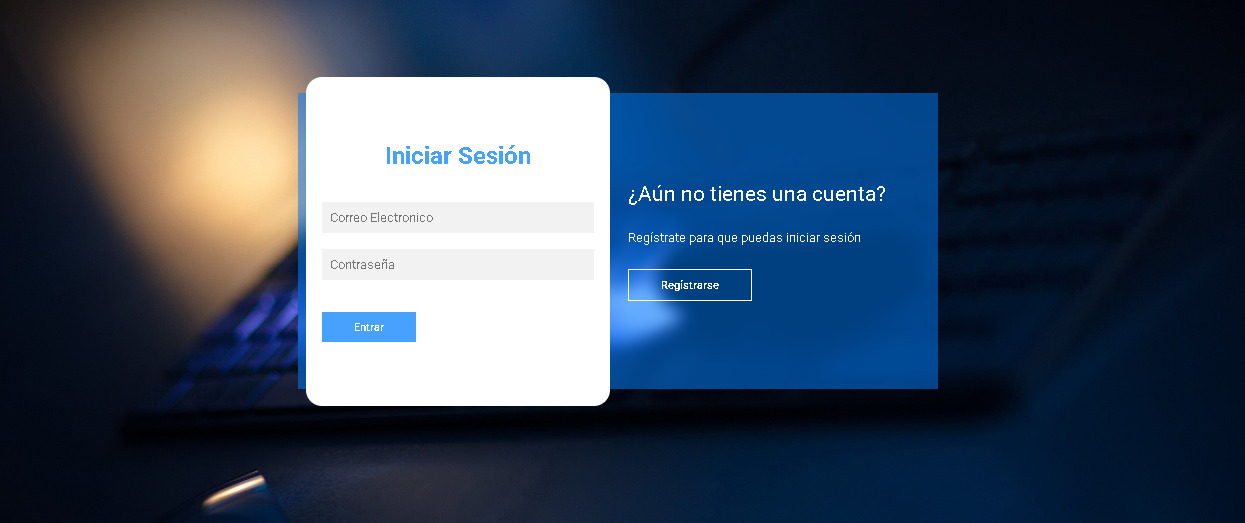 Iniciar Sesión
Correo Electronico
Contraseña
Entrar
¿Aún no tienes una cuenta?
Regístrate para que puedas iniciar sesión
Regístrarse